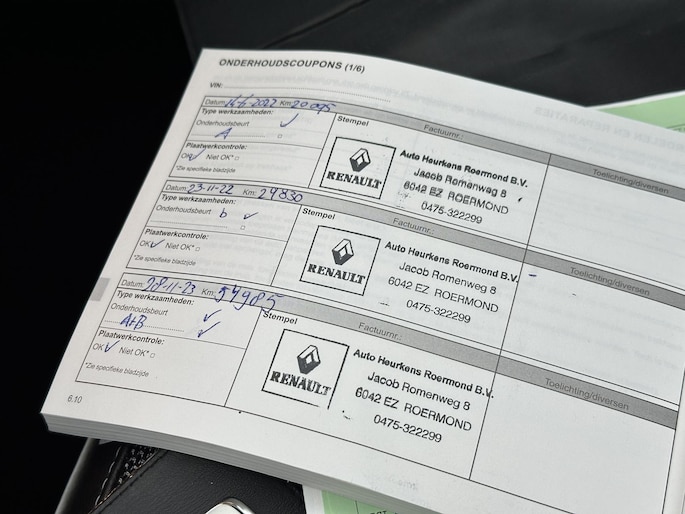 ONDERHOUDSCOUPONS (1/6)
VIN:
Datum: 14-6-2022 Km: 20095
Type werkzaamheden:
Onderhoudsbeurt ✓
A
Plaatwerkcontrole:
OK ✓ Niet OK* □
*Zie specifieke bladzijde
Stempel
Factuurnr.:
Toelichting/diversen
RENAULT
Auto Heurkens Roermond B.V.
Jacob Romenweg 8
6042 EZ ROERMOND
0475-322299
Datum: 23-11-22 Km: 29830
Type werkzaamheden:
Onderhoudsbeurt b ✓
Plaatwerkcontrole:
OK ✓ Niet OK* □
*Zie specifieke bladzijde
Stempel
Factuurnr.:
Toelichting/diversen
RENAULT
Auto Heurkens Roermond B.V.
Jacob Romenweg 8
6042 EZ ROERMOND
0475-322299
Datum: 28-11-23 Km: 54985
Type werkzaamheden:
Onderhoudsbeurt ✓
A+B ✓
Plaatwerkcontrole:
OK ✓ Niet OK* □
*Zie specifieke bladzijde
Stempel
Factuurnr.:
Toelichting/diversen
RENAULT
Auto Heurkens Roermond B.V.
Jacob Romenweg 8
6042 EZ ROERMOND
0475-322299
6.10